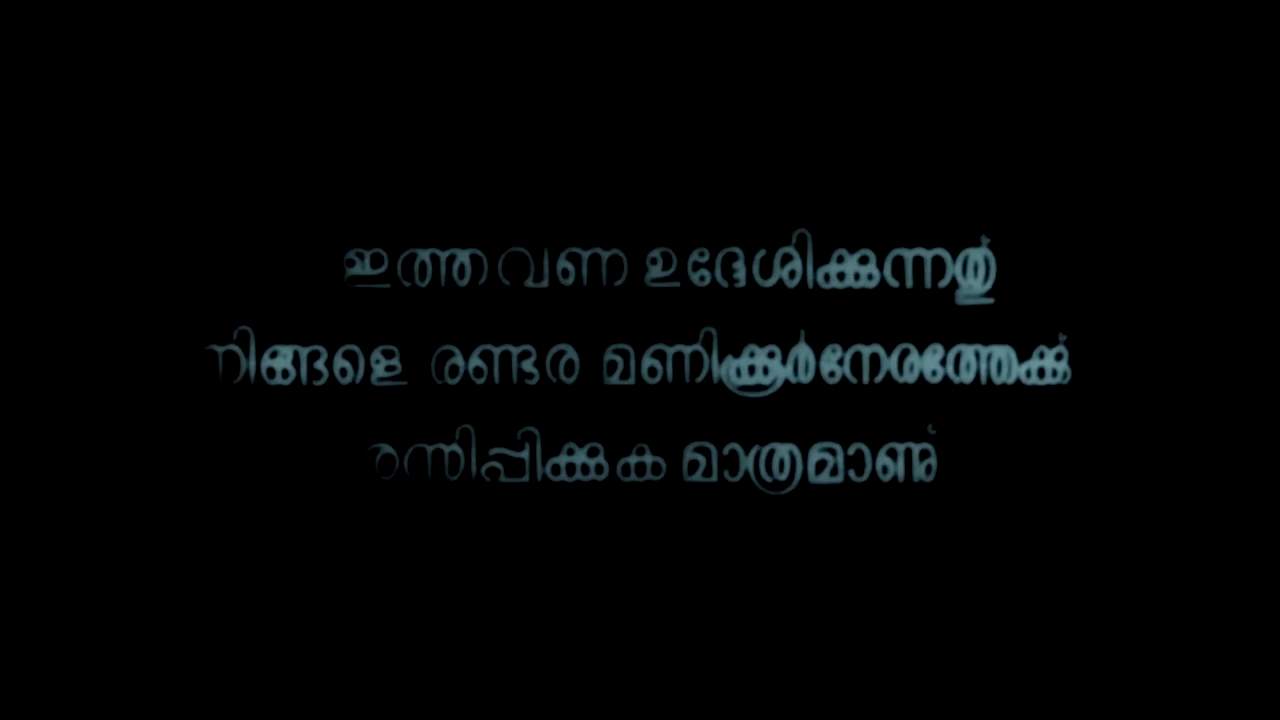 ഇത്തവണ ഉദ്ദേശിക്കുന്നതു്
നിങ്ങളെ രണ്ടര മണിക്കൂർനേരത്തേക്കു്
രസിപ്പിക്കുക മാത്രമാണു്